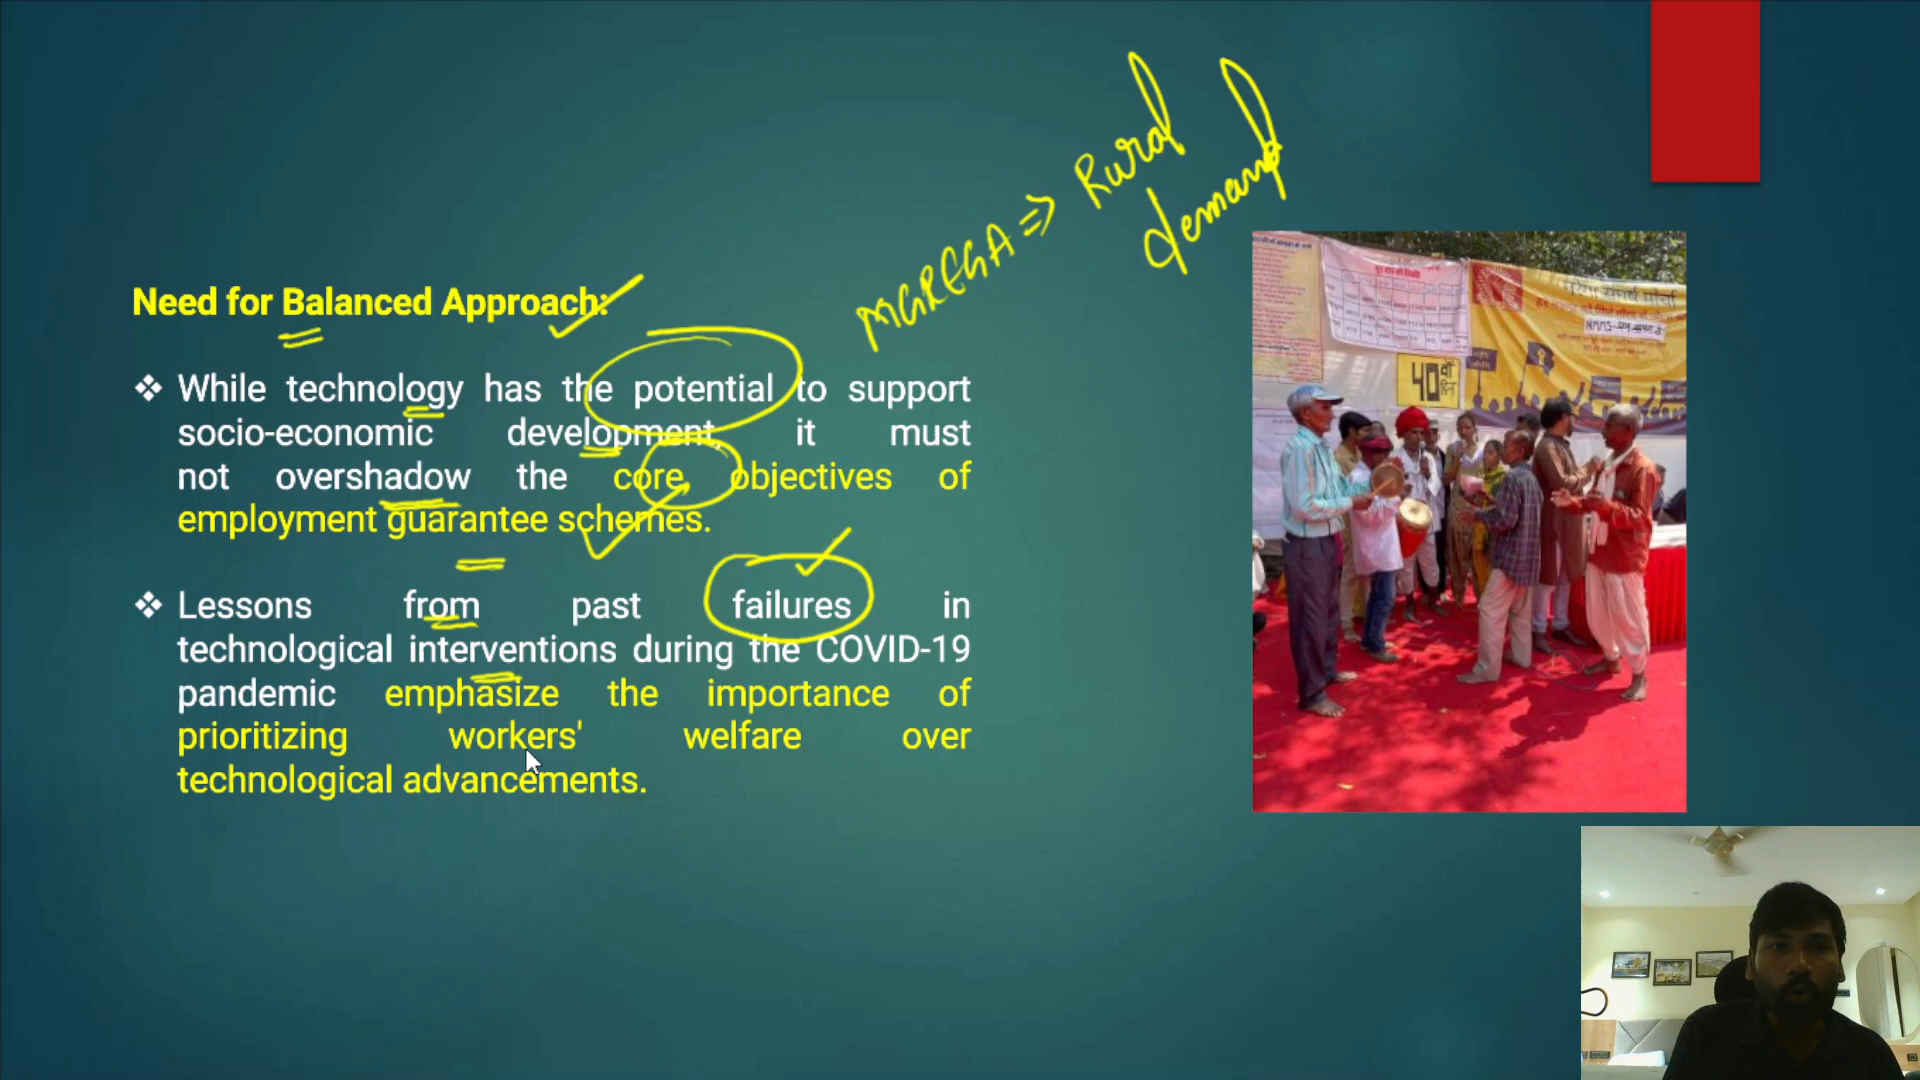 MGREGA => Rural
demand
Need for Balanced Approach:
❖ While technology has the potential to support
socio-economic development, it must
not overshadow the core objectives of
employment guarantee schemes.
❖ Lessons from past failures in
technological interventions during the COVID-19
pandemic emphasize the importance of
prioritizing workers' welfare over
technological advancements.
NMMS
40वाँ
दिन